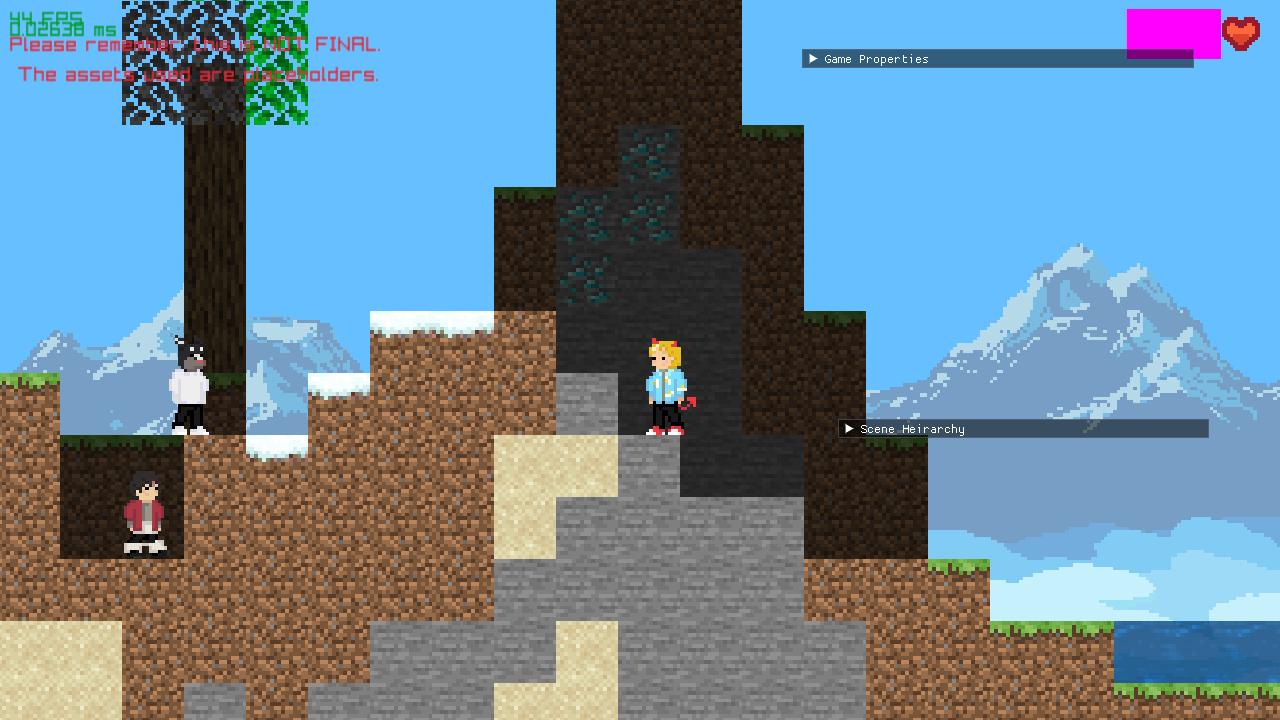 44 FPS
0.02638 ms
Please remember, this is NOT FINAL.
The assets used are placeholders.
Game Properties
Scene Heirarchy